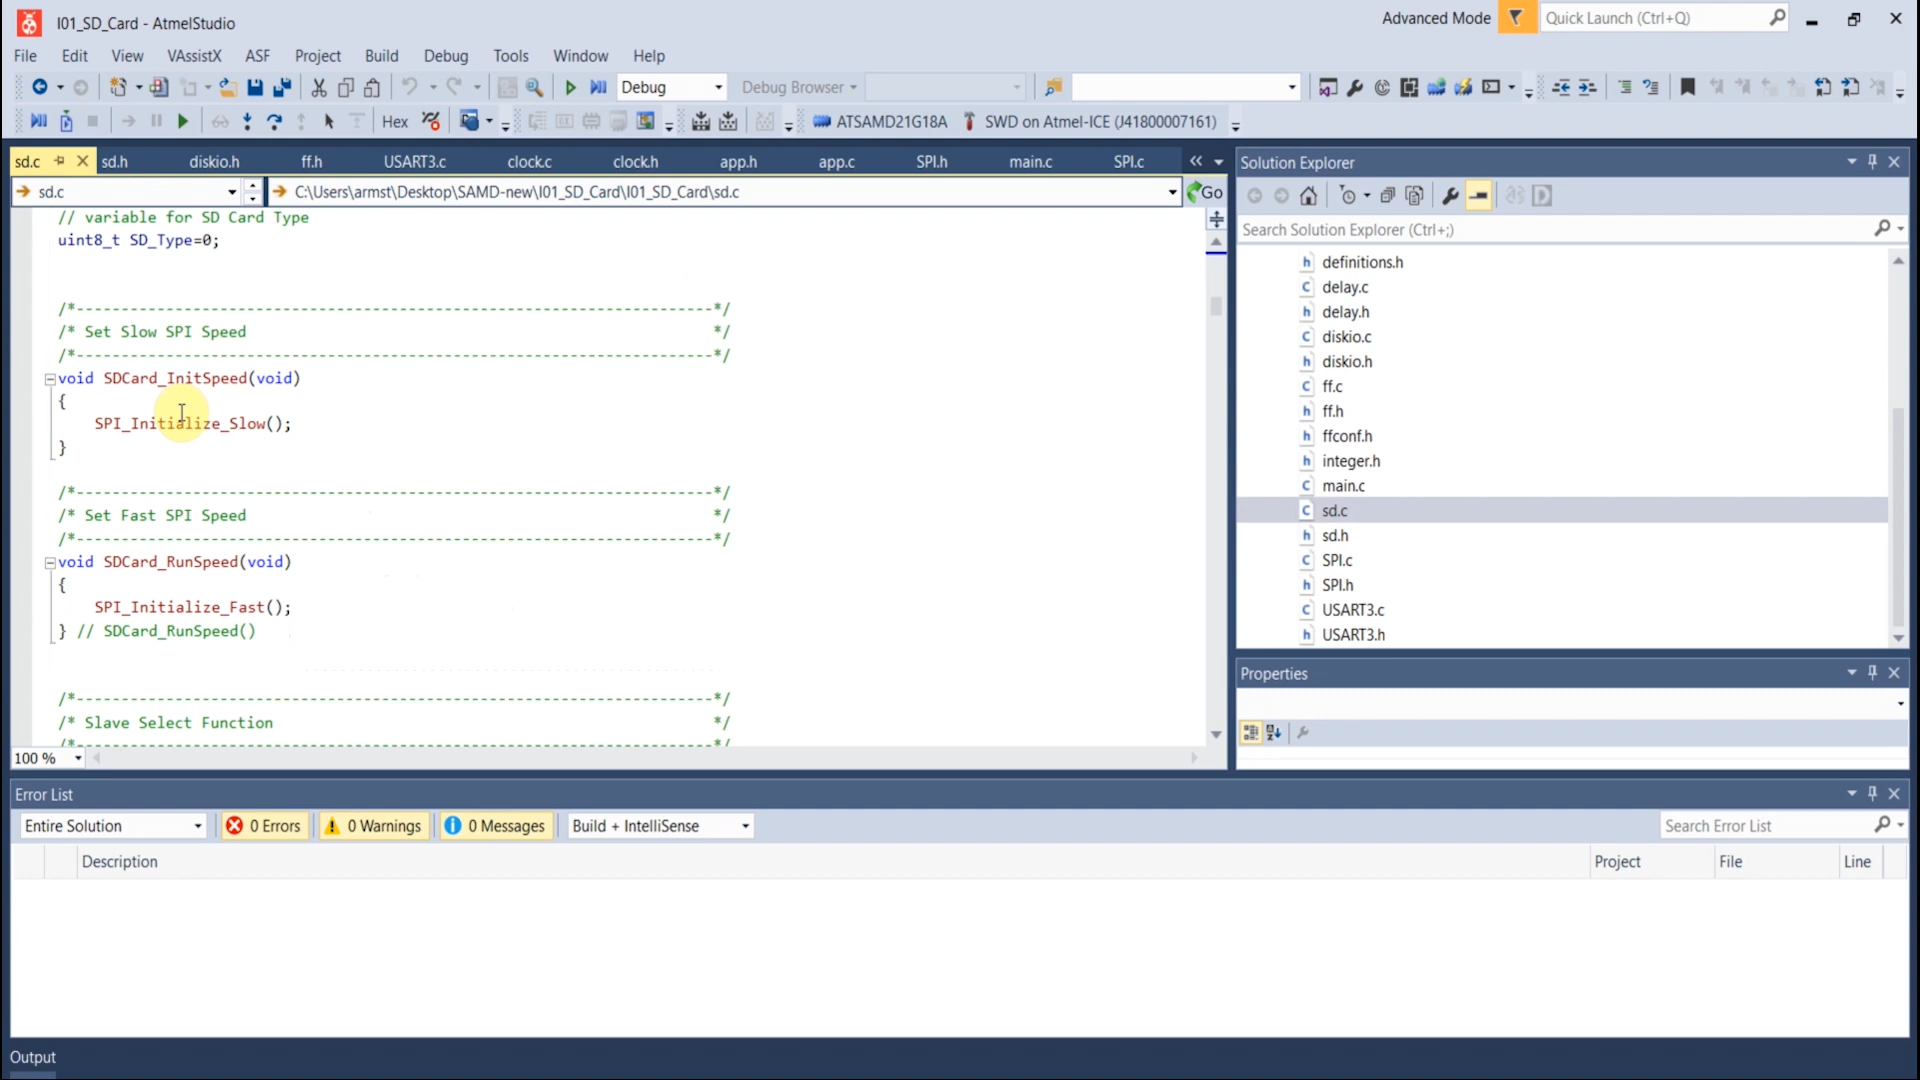 I01_SD_Card - AtmelStudio
Advanced Mode
Quick Launch (Ctrl+Q)
File Edit View VAssistX ASF Project Build Debug Tools Window Help
Debug Debug Browser
Hex ATSAMD21G18A SWD on Atmel-ICE (J41800007161)
sd.c sd.h diskio.h ff.h USART3.c clock.c clock.h app.h app.c SPI.h main.c SPI.c
sd.c C:\Users\armst\Desktop\SAMD-new\I01_SD_Card\I01_SD_Card\sd.c Go
// variable for SD Card Type
uint8_t SD_Type=0;
/*----------------------------------------------------------------------*/
/* Set Slow SPI Speed */
/*----------------------------------------------------------------------*/
void SDCard_InitSpeed(void)
{
SPI_Initialize_Slow();
}
/*----------------------------------------------------------------------*/
/* Set Fast SPI Speed */
/*----------------------------------------------------------------------*/
void SDCard_RunSpeed(void)
{
SPI_Initialize_Fast();
} // SDCard_RunSpeed()
/*----------------------------------------------------------------------*/
/* Slave Select Function */
/*----------------------------------------------------------------------*/
100 %
Solution Explorer
Search Solution Explorer (Ctrl+;)
definitions.h
delay.c
delay.h
diskio.c
diskio.h
ff.c
ff.h
ffconf.h
integer.h
main.c
sd.c
sd.h
SPI.c
SPI.h
USART3.c
USART3.h
Properties
Error List
Entire Solution 0 Errors 0 Warnings 0 Messages Build + IntelliSense Search Error List
Description Project File Line
Output